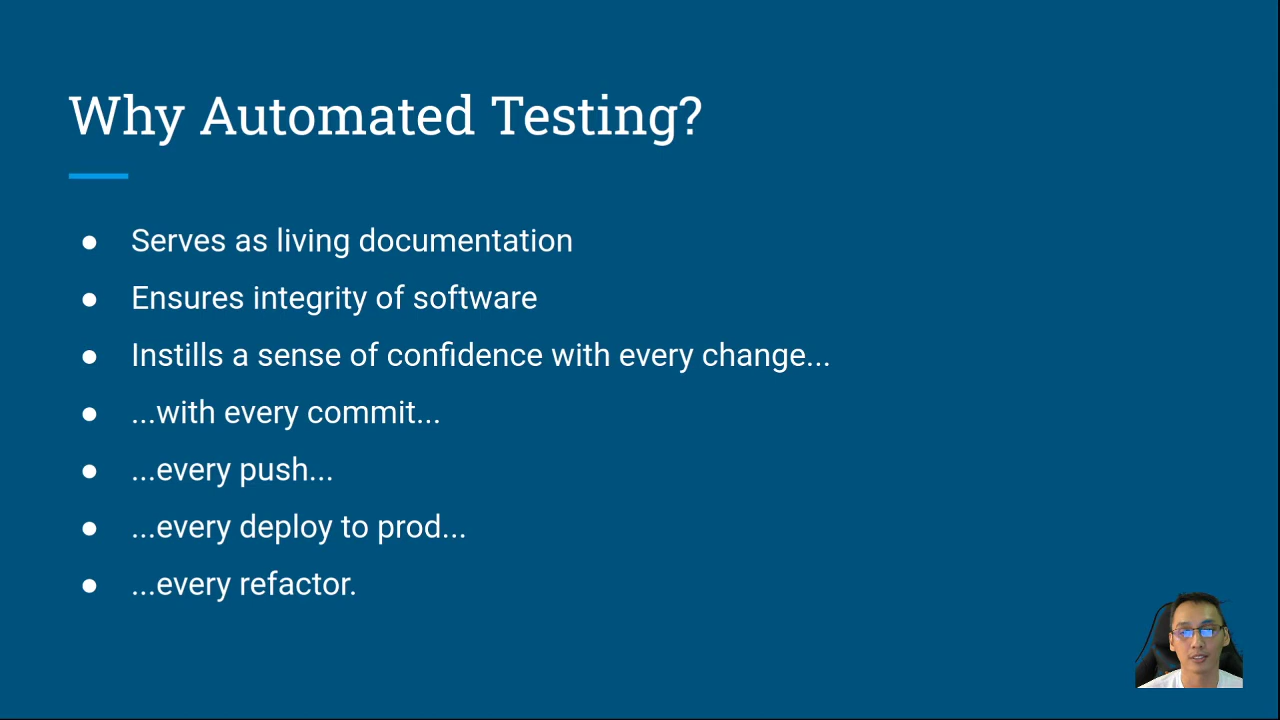 Why Automated Testing?
● Serves as living documentation
● Ensures integrity of software
● Instills a sense of confidence with every change...
● ...with every commit...
● ...every push...
● ...every deploy to prod...
● ...every refactor.